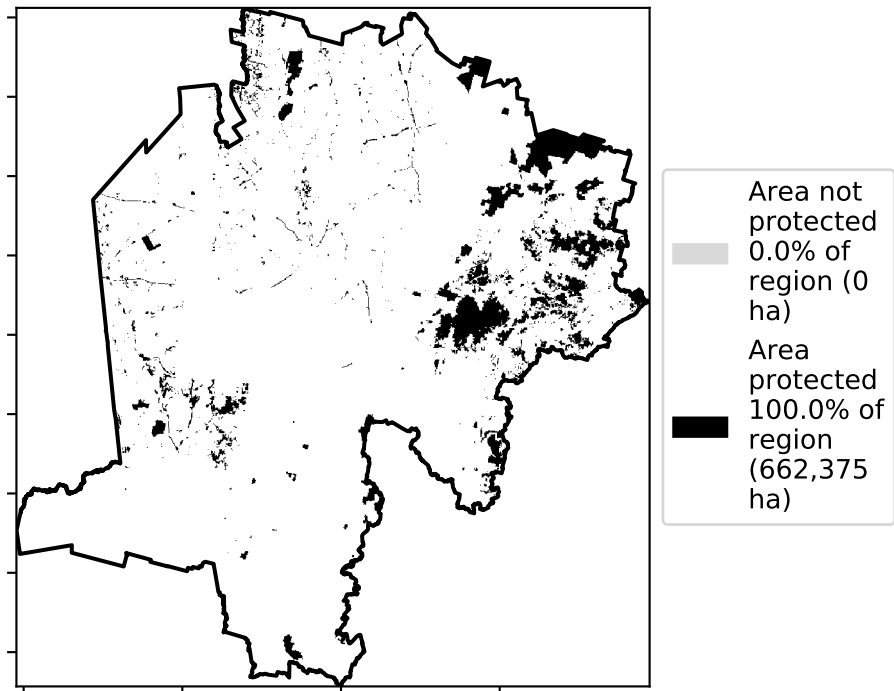 Area not
protected
0.0% of
region (0
ha)
Area
protected
100.0% of
region
(662,375
ha)